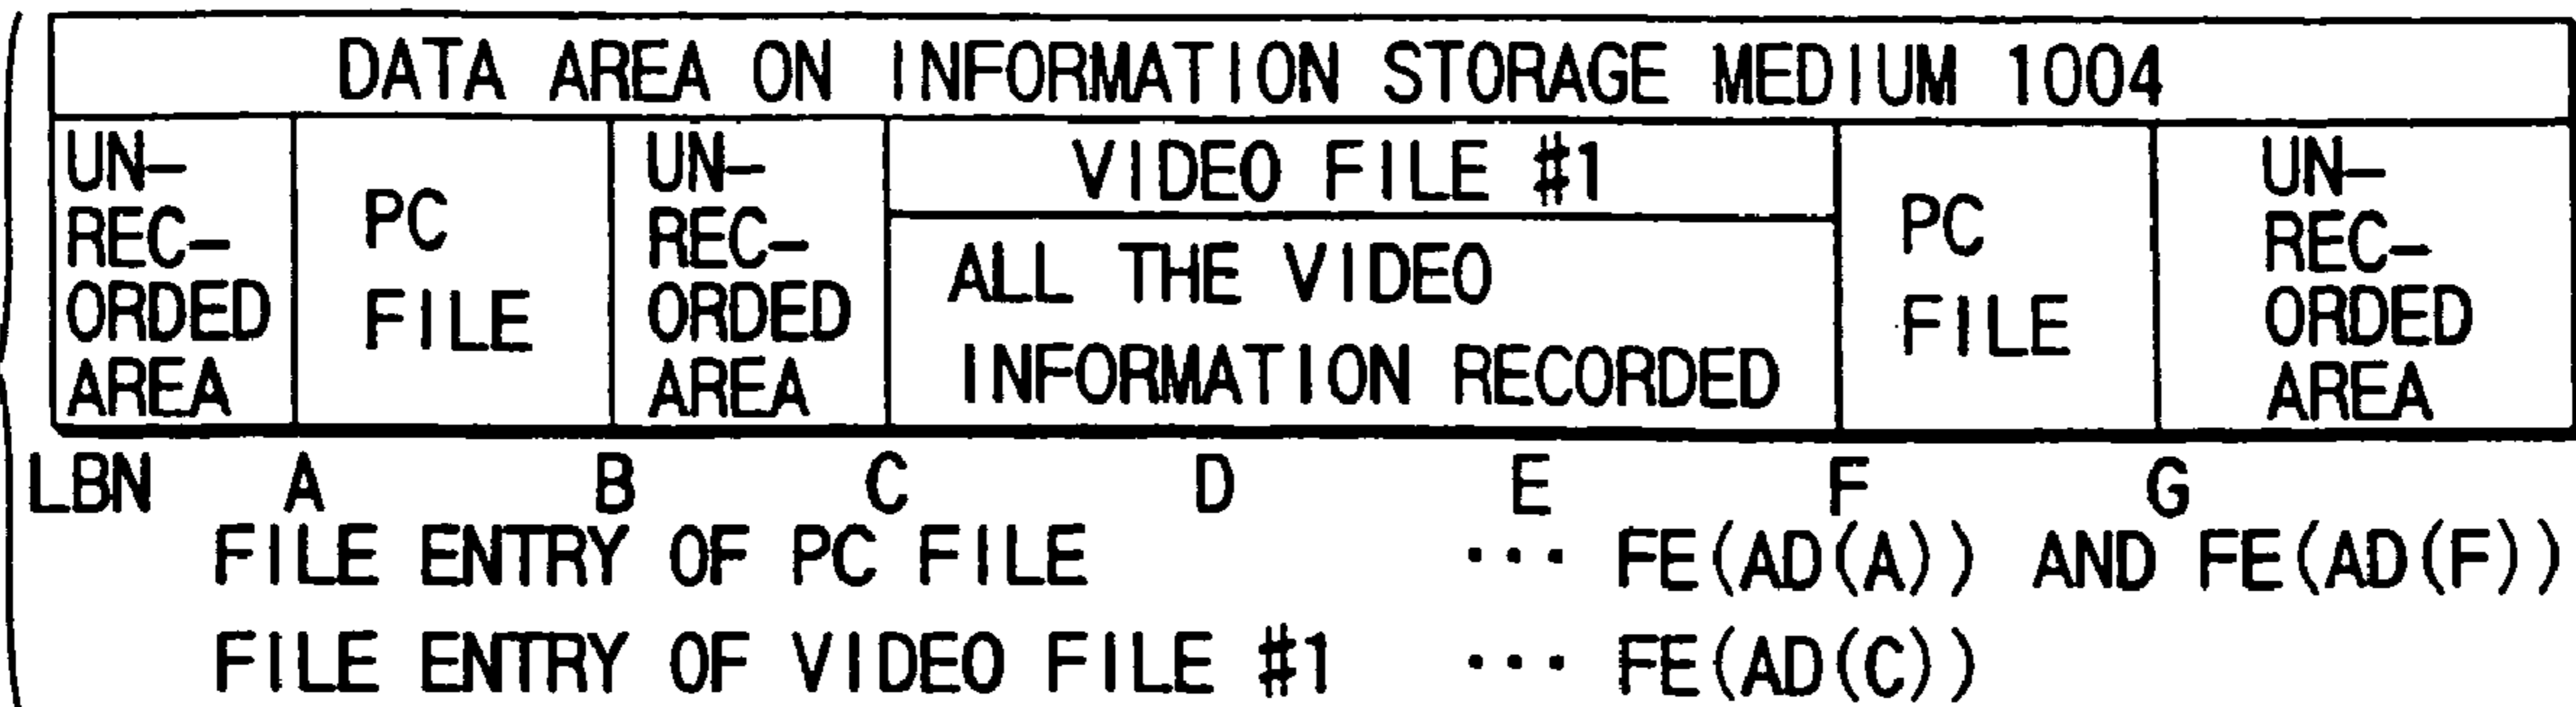 DATA AREA ON INFORMATION STORAGE MEDIUM 1004
UN-
REC-
ORDED
AREA
PC
FILE
UN-
REC-
ORDED
AREA
VIDEO FILE #1
ALL THE VIDEO
INFORMATION RECORDED
PC
FILE
UN-
REC-
ORDED
AREA
LBN A B C D E F G
FILE ENTRY OF PC FILE ... FE(AD(A)) AND FE(AD(F))
FILE ENTRY OF VIDEO FILE #1 ... FE(AD(C))